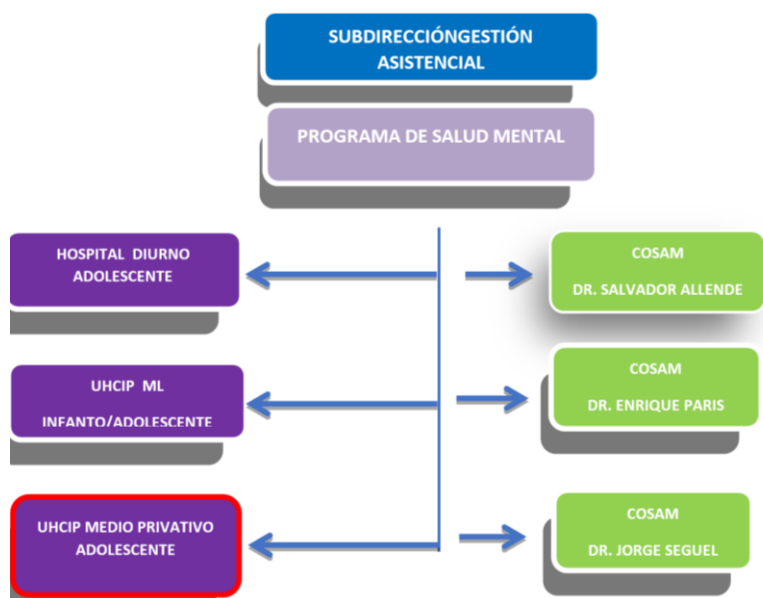 SUBDIRECCIÓNGESTIÓN
ASISTENCIAL
PROGRAMA DE SALUD MENTAL
HOSPITAL DIURNO
ADOLESCENTE
COSAM
DR. SALVADOR ALLENDE
UHCIP ML
INFANTO/ADOLESCENTE
COSAM
DR. ENRIQUE PARIS
UHCIP MEDIO PRIVATIVO
ADOLESCENTE
COSAM
DR. JORGE SEGUEL